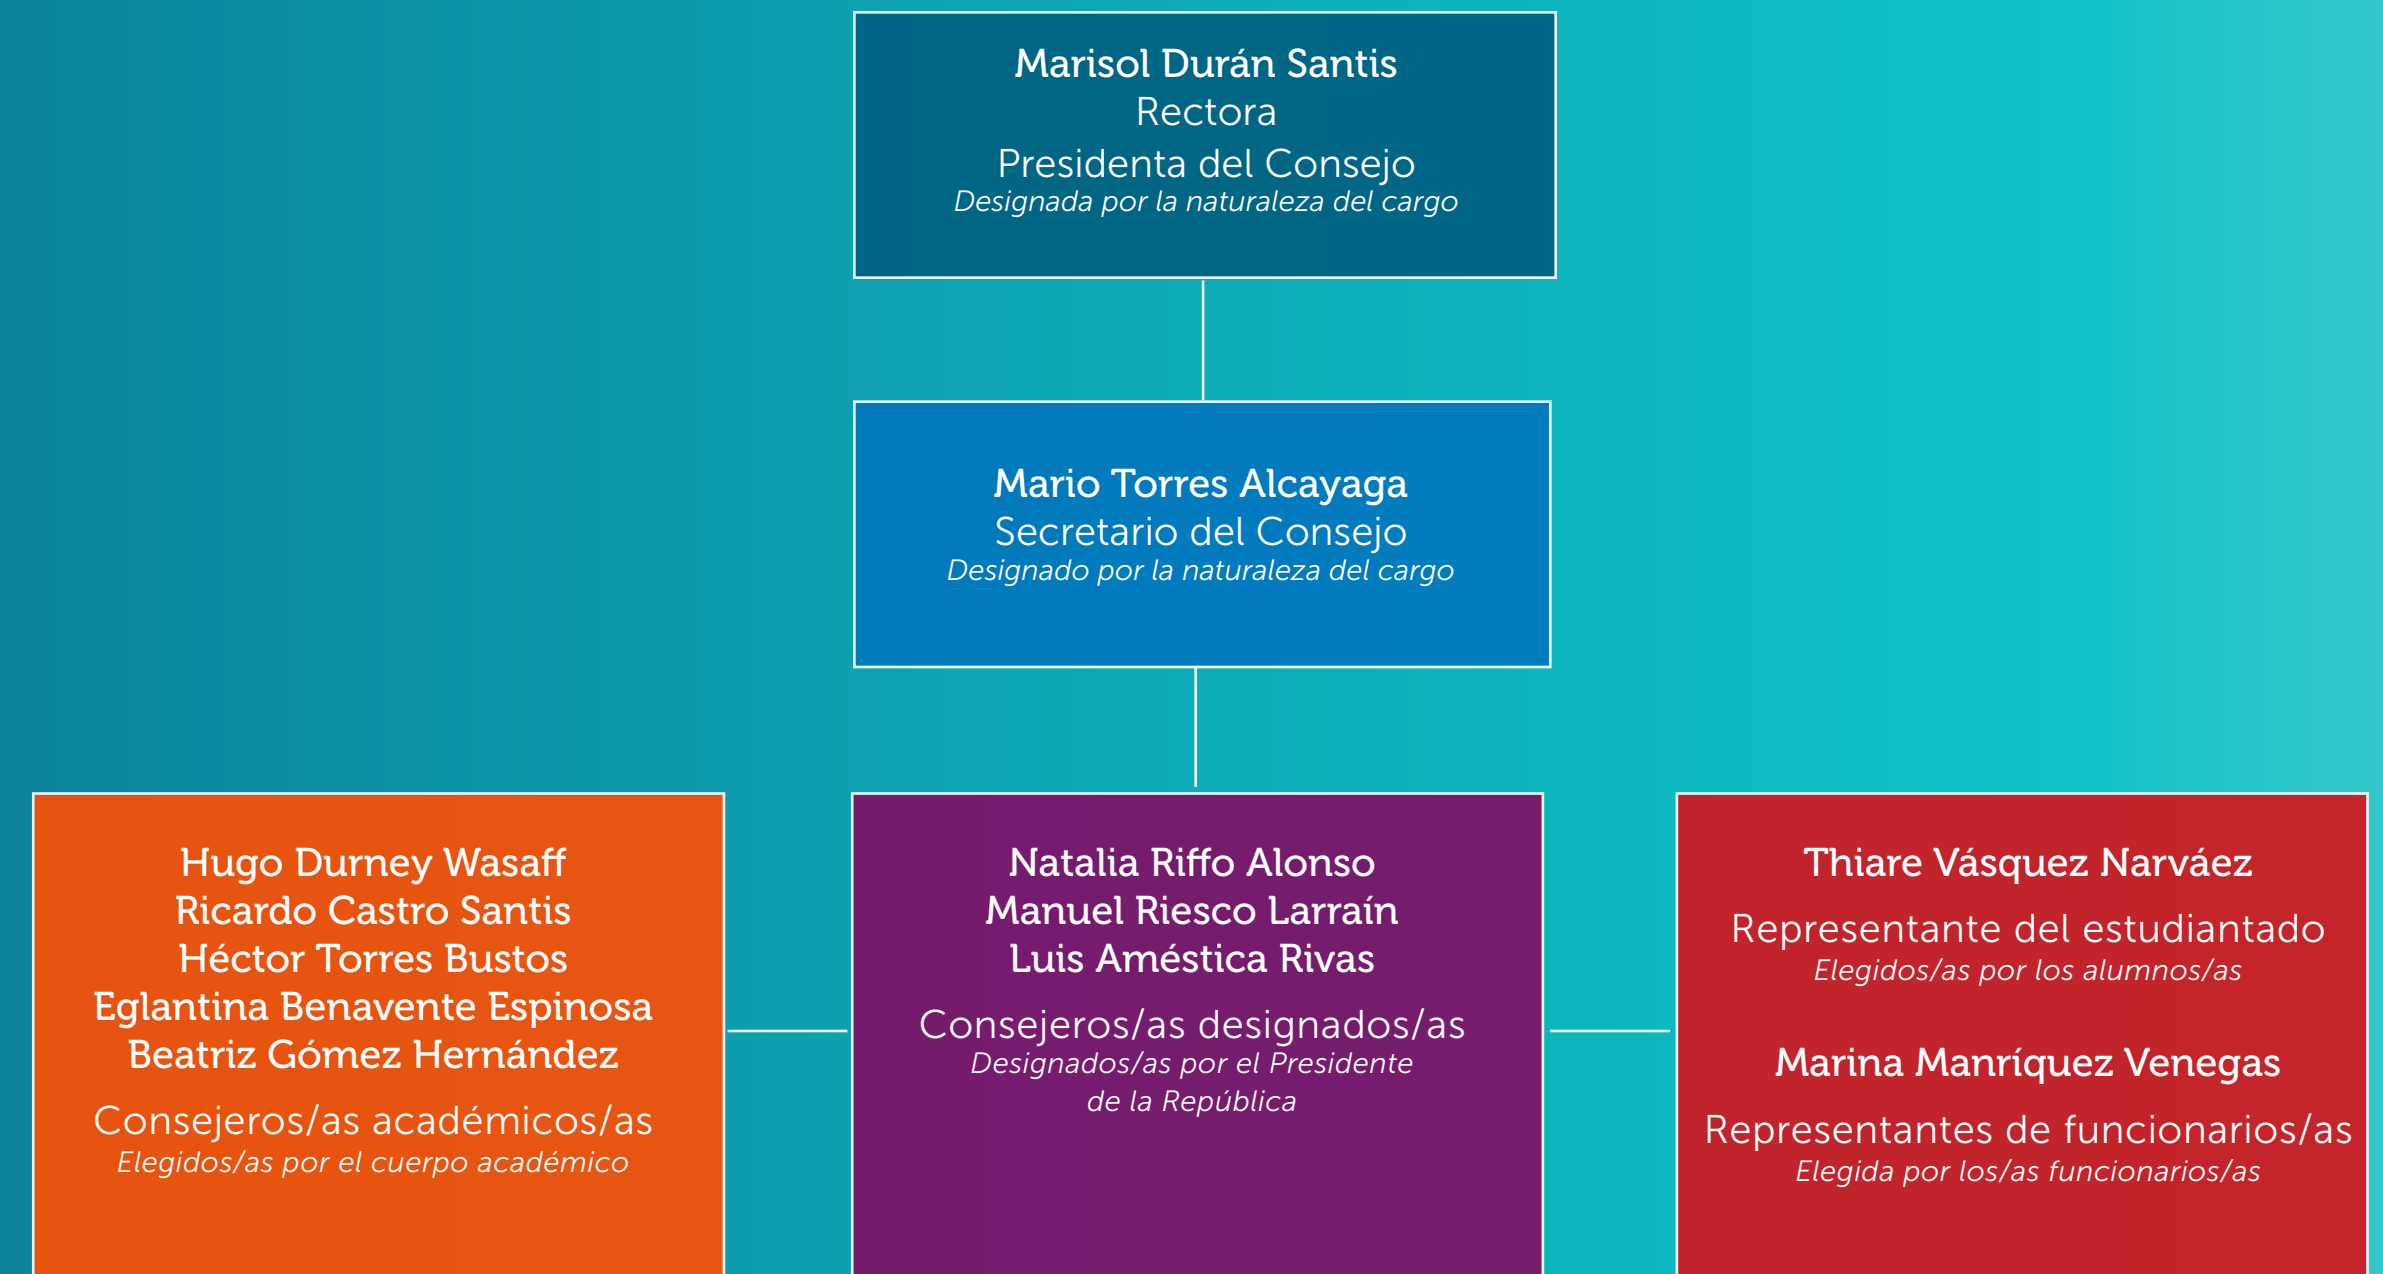 Marisol Durán Santis
Rectora
Presidenta del Consejo
Designada por la naturaleza del cargo
Mario Torres Alcayaga
Secretario del Consejo
Designado por la naturaleza del cargo
Hugo Durney Wasaff
Ricardo Castro Santis
Héctor Torres Bustos
Eglantina Benavente Espinosa
Beatriz Gómez Hernández
Consejeros/as académicos/as
Elegidos/as por el cuerpo académico
Natalia Riffo Alonso
Manuel Riesco Larraín
Luis Améstica Rivas
Consejeros/as designados/as
Designados/as por el Presidente
de la República
Thiare Vásquez Narváez
Representante del estudiantado
Elegidos/as por los alumnos/as
Marina Manríquez Venegas
Representantes de funcionarios/as
Elegida por los/as funcionarios/as